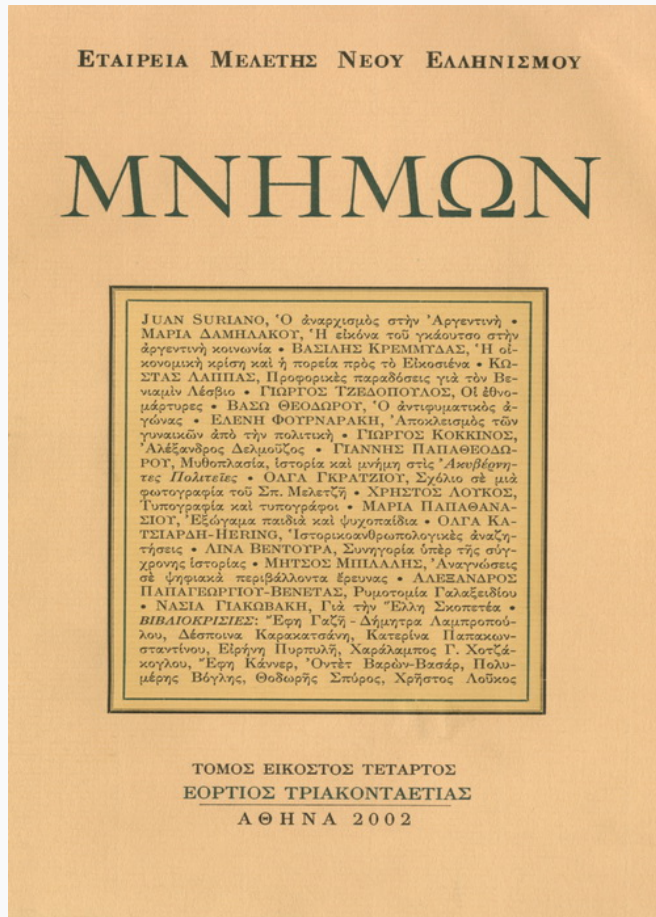 ΕΤΑΙΡΕΙΑ ΜΕΛΕΤΗΣ ΝΕΟΥ ΕΛΛΗΝΙΣΜΟΥ
ΜΝΗΜΩΝ
JUAN SURIANO, Ὁ ἀναρχισμὸς στὴν Ἀργεντινὴ •
ΜΑΡΙΑ ΔΑΜΗΛΑΚΟΥ, Ἡ εἰκόνα τοῦ γκάουτσο στὴν
ἀργεντινὴ κοινωνία • ΒΑΣΙΛΗΣ ΚΡΕΜΜΥΔΑΣ, Ἡ οἰ-
κονομικὴ κρίση καὶ ἡ πορεία πρὸς τὸ Εἰκοσιένα • ΚΩ-
ΣΤΑΣ ΛΑΠΠΑΣ, Προφορικὲς παραδόσεις γιὰ τὸν Βε-
νιαμὶν Λέσβιο • ΓΙΩΡΓΟΣ ΤΖΕΔΟΠΟΥΛΟΣ, Οἱ ἐθνο-
μάρτυρες • ΒΑΣΩ ΘΕΟΔΩΡΟΥ, Ὁ ἀντιφυματικὸς ἀ-
γώνας • ΕΛΕΝΗ ΦΟΥΡΝΑΡΑΚΗ, Ἀποκλεισμὸς τῶν
γυναικῶν ἀπὸ τὴν πολιτικὴ • ΓΙΩΡΓΟΣ ΚΟΚΚΙΝΟΣ,
Ἀλέξανδρος Δελμοῦζος • ΓΙΑΝΝΗΣ ΠΑΠΑΘΕΟΔΩ-
ΡΟΥ, Μυθοπλασία, ἱστορία καὶ μνήμη στὶς Ἀκυβέρνη-
τες Πολιτεῖες • ΟΛΓΑ ΓΚΡΑΤΖΙΟΥ, Σχόλιο σὲ μιὰ
φωτογραφία τοῦ Σπ. Μελετζῆ • ΧΡΗΣΤΟΣ ΛΟΥΚΟΣ,
Τυπογραφία καὶ τυπογράφοι • ΜΑΡΙΑ ΠΑΠΑΘΑΝΑ-
ΣΙΟΥ, Ἐξώγαμα παιδιὰ καὶ ψυχοπαίδια • ΟΛΓΑ ΚΑ-
ΤΣΙΑΡΔΗ-HERING, Ἱστορικοανθρωπολογικὲς ἀναζη-
τήσεις • ΛΙΝΑ ΒΕΝΤΟΥΡΑ, Συνηγορία ὑπὲρ τῆς σύγ-
χρονης ἱστορίας • ΜΗΤΣΟΣ ΜΠΙΛΑΛΗΣ, Ἀναγνώσεις
σὲ ψηφιακὰ περιβάλλοντα ἔρευνας • ΑΛΕΞΑΝΔΡΟΣ
ΠΑΠΑΓΕΩΡΓΙΟΥ-ΒΕΝΕΤΑΣ, Ρυμοτομία Γαλαξειδίου
• ΝΑΣΙΑ ΓΙΑΚΩΒΑΚΗ, Γιὰ τὴν Ἕλλη Σκοπετέα •
ΒΙΒΛΙΟΚΡΙΣΙΕΣ: Ἔφη Γαζῆ - Δήμητρα Λαμπροπού-
λου, Δέσποινα Καρακατσάνη, Κατερίνα Παπακων-
σταντίνου, Εἰρήνη Πυρπυλῆ, Χαράλαμπος Γ. Χοτζά-
κογλου, Ἔφη Κάννερ, Ὀντὲτ Βαρὼν-Βασάρ, Πολυ-
μέρης Βόγλης, Θοδωρῆς Σπύρος, Χρῆστος Λοῦκος
ΤΟΜΟΣ ΕΙΚΟΣΤΟΣ ΤΕΤΑΡΤΟΣ
ΕΟΡΤΙΟΣ ΤΡΙΑΚΟΝΤΑΕΤΙΑΣ
ΑΘΗΝΑ 2002